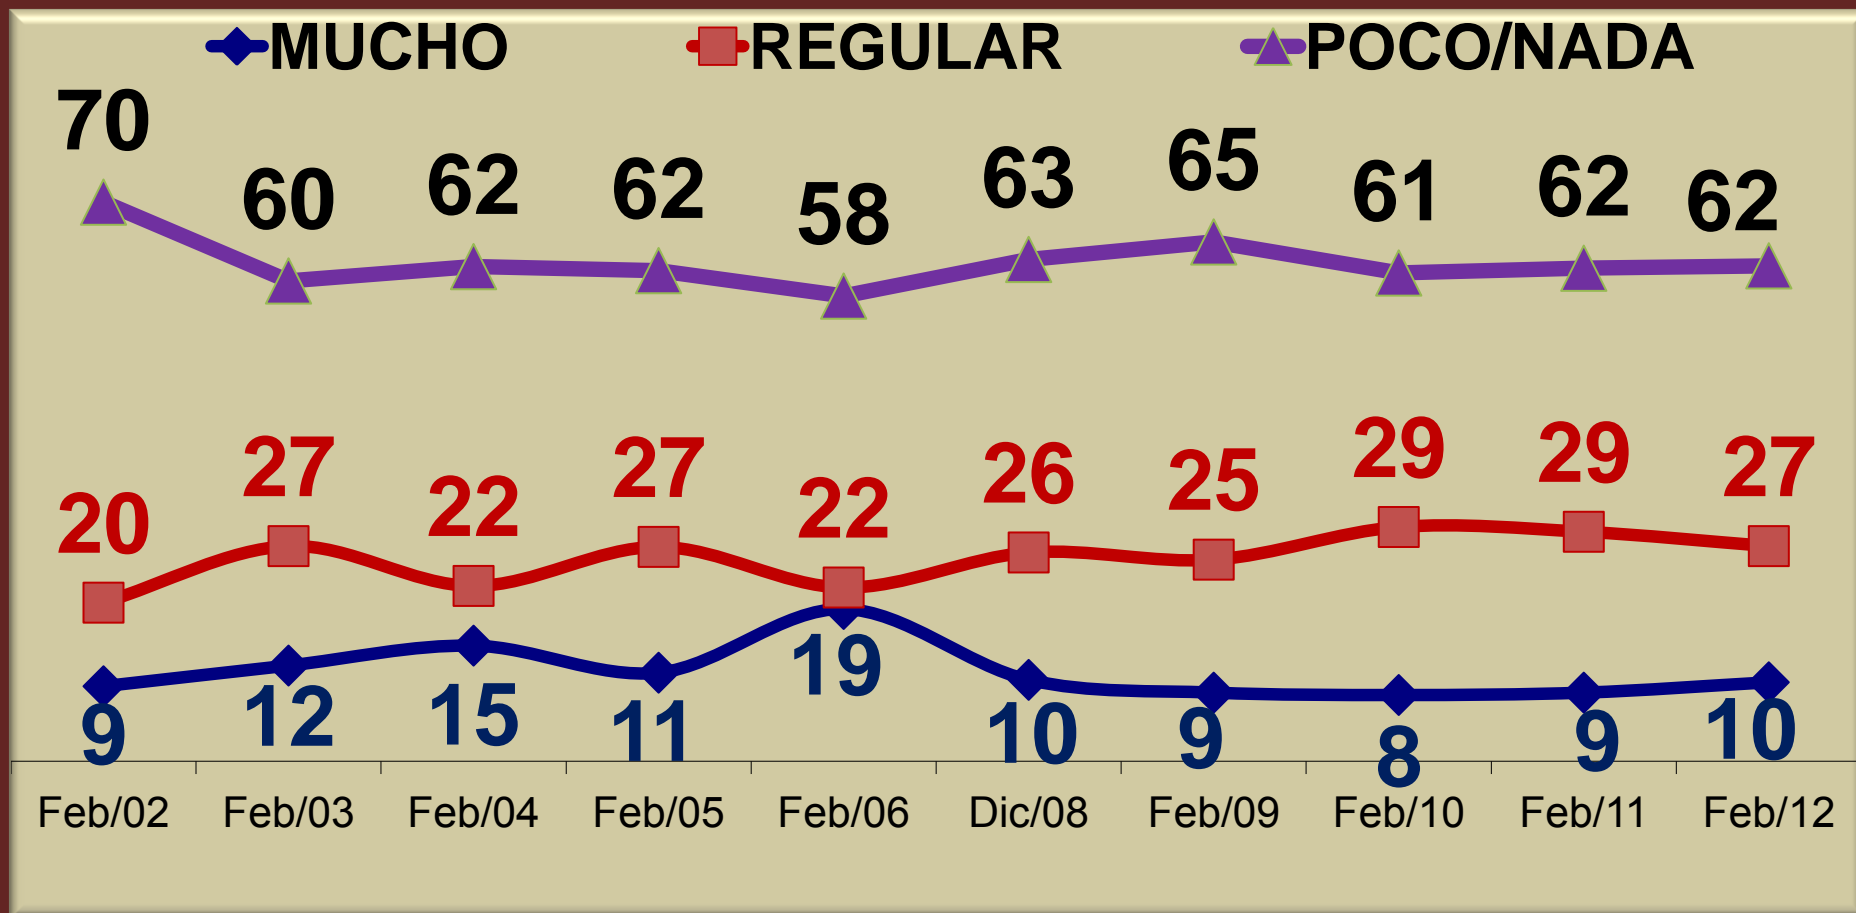 MUCHO REGULAR POCO/NADA
70 60 62 62 58 63 65 61 62 62
20 27 22 27 22 26 25 29 29 27
9 12 15 11 19 10 9 8 9 10
Feb/02 Feb/03 Feb/04 Feb/05 Feb/06 Dic/08 Feb/09 Feb/10 Feb/11 Feb/12